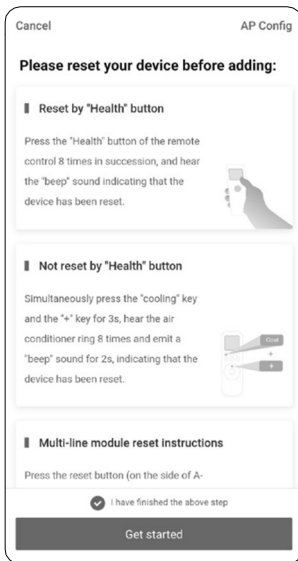 Cancel AP Config
Please reset your device before adding:
Reset by "Health" button
Press the "Health" button of the remote
control 8 times in succession, and hear
the "beep" sound indicating that the
device has been reset.
Not reset by "Health" button
Simultaneously press the "cooling" key
and the "+" key for 3s, hear the air
conditioner ring 8 times and emit a
"beep" sound for 2s, indicating that the
device has been reset.
Cool
+
+
Multi-line module reset instructions
Press the reset button (on the side of A-
I have finished the above step
Get started